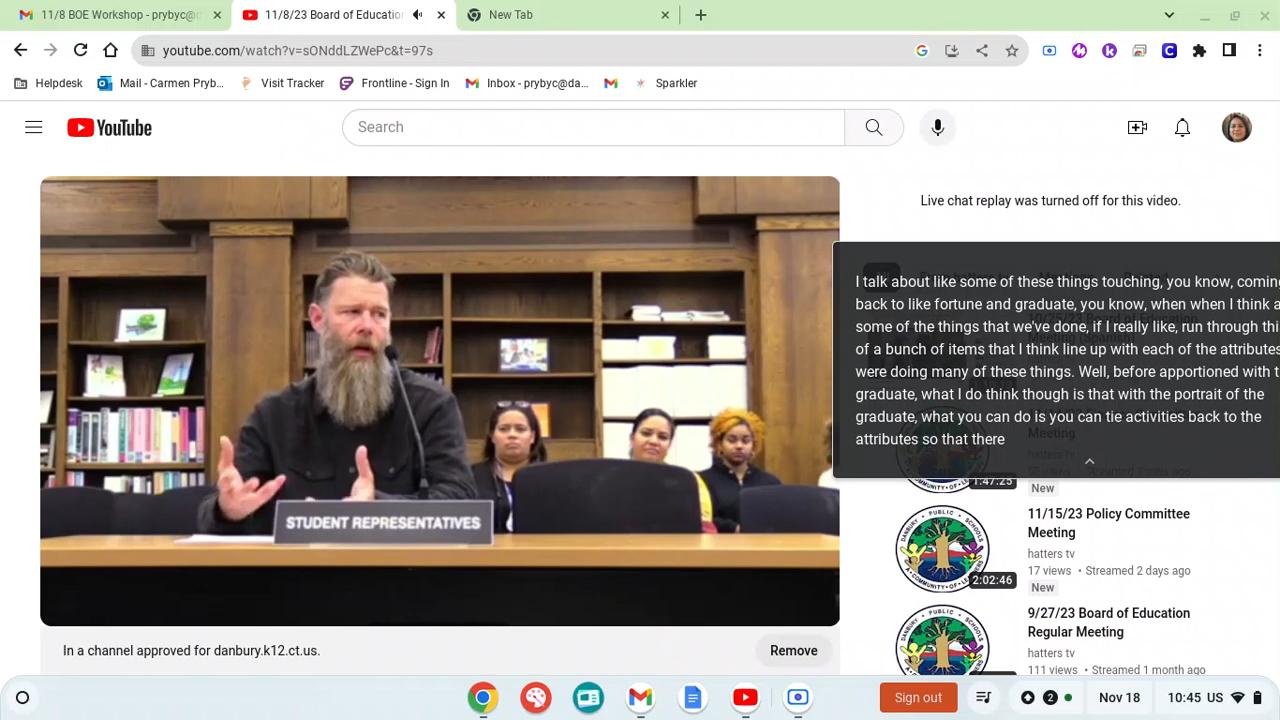 11/8 BOE Workshop - prybyc@d
11/8/23 Board of Education
New Tab
youtube.com/watch?v=sONddLZWePc&t=97s
Helpdesk
Mail - Carmen Pryb...
Visit Tracker
Frontline - Sign In
Inbox - prybyc@da...
Sparkler
YouTube
Search
Live chat replay was turned off for this video.
I talk about like some of these things touching, you know, coming
back to like fortune and graduate, you know, when when I think a
some of the things that we've done, if I really like, run through thi
of a bunch of items that I think line up with each of the attributes
were doing many of these things. Well, before apportioned with t
graduate, what I do think though is that with the portrait of the
graduate, what you can do is you can tie activities back to the
attributes so that there
Meeting
1:47:25
New
11/15/23 Policy Committee
Meeting
hatters tv
17 views • Streamed 2 days ago
2:02:46
New
9/27/23 Board of Education
Regular Meeting
hatters tv
111 views • Streamed 1 month ago
STUDENT REPRESENTATIVES
In a channel approved for danbury.k12.ct.us.
Remove
Sign out
2
Nov 18
10:45 US